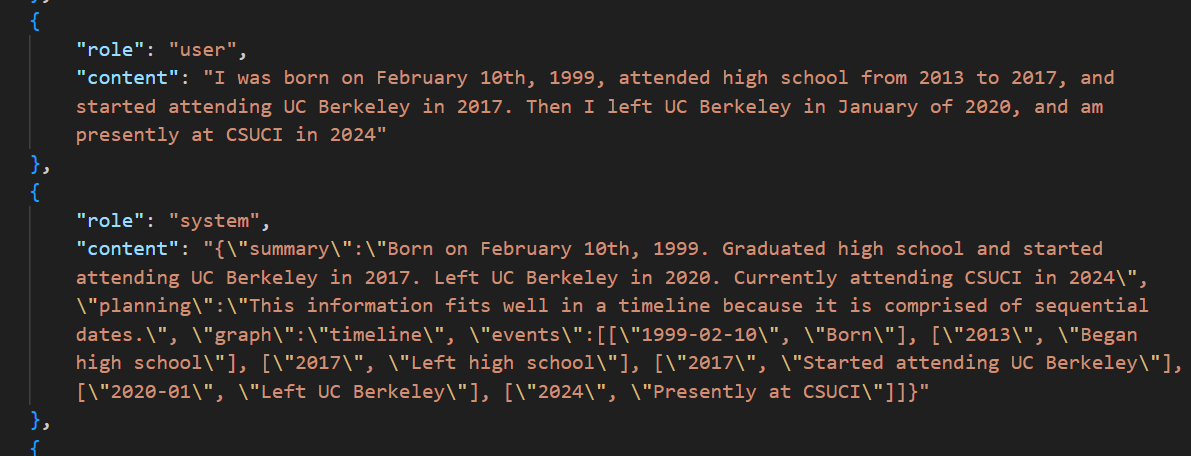 },
{
"role": "user",
"content": "I was born on February 10th, 1999, attended high school from 2013 to 2017, and
started attending UC Berkeley in 2017. Then I left UC Berkeley in January of 2020, and am
presently at CSUCI in 2024"
},
{
"role": "system",
"content": "{\"summary\":\"Born on February 10th, 1999. Graduated high school and started
attending UC Berkeley in 2017. Left UC Berkeley in 2020. Currently attending CSUCI in 2024\",
\"planning\":\"This information fits well in a timeline because it is comprised of sequential
dates.\", \"graph\":\"timeline\", \"events\":[[\"1999-02-10\", \"Born\"], [\"2013\", \"Began
high school\"], [\"2017\", \"Left high school\"], [\"2017\", \"Started attending UC Berkeley\"],
[\"2020-01\", \"Left UC Berkeley\"], [\"2024\", \"Presently at CSUCI\"]]}"
},
{